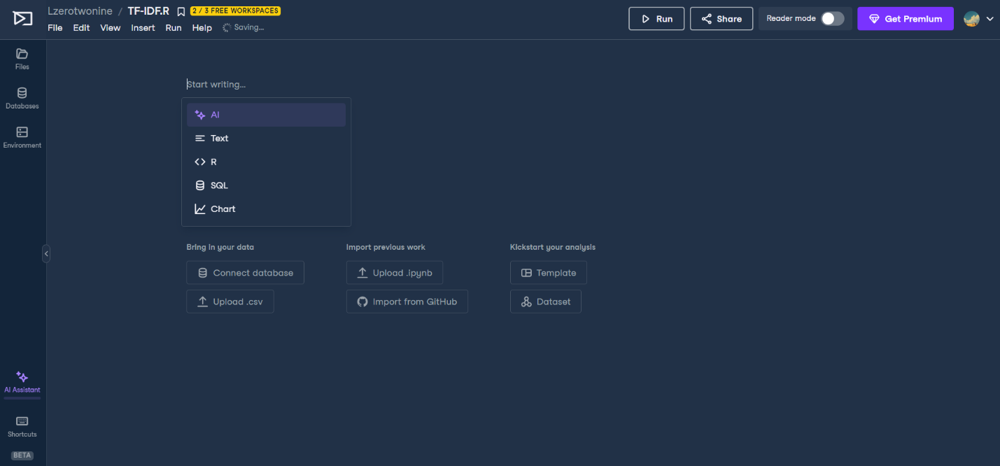 Lzerotwonine / TF-IDF.R 2 / 3 FREE WORKSPACES
File Edit View Insert Run Help Saving...
Run
Share
Reader mode
Get Premium
Files
Databases
Environment
Start writing...
AI
Text
R
SQL
Chart
Bring in your data
Connect database
Upload .csv
Import previous work
Upload .ipynb
Import from GitHub
Kickstart your analysis
Template
Dataset
AI Assistant
Shortcuts
BETA